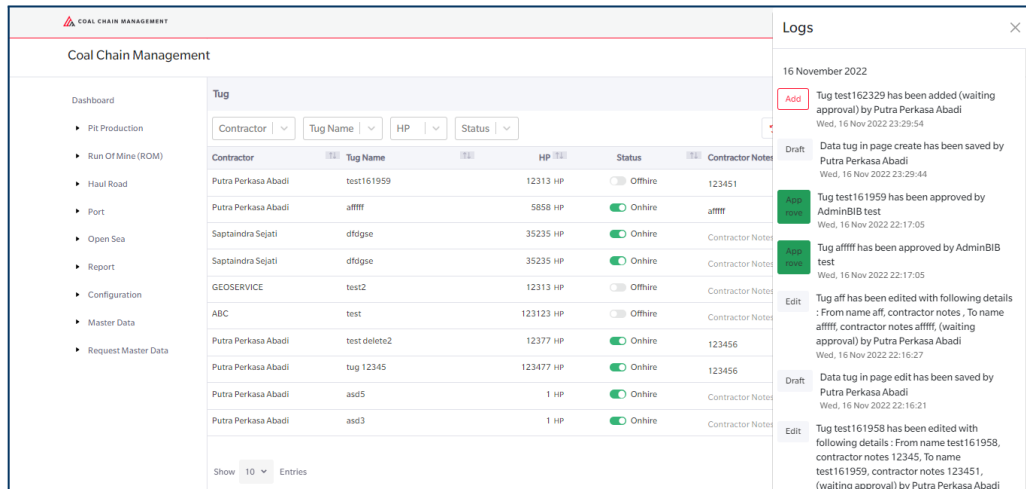 COAL CHAIN MANAGEMENT
Coal Chain Management
Dashboard
Pit Production
Run Of Mine (ROM)
Haul Road
Port
Open Sea
Report
Configuration
Master Data
Request Master Data
Tug
Contractor Tug Name HP Status
Contractor Tug Name HP Status Contractor Notes
Putra Perkasa Abadi test161959 12313 HP Offhire 123451
Putra Perkasa Abadi afffff 5858 HP Onhire afffff
Saptaindra Sejati dfdgse 35235 HP Onhire Contractor Notes
Saptaindra Sejati dfdgse 35235 HP Onhire Contractor Notes
GEOSERVICE test2 12313 HP Offhire Contractor Notes
ABC test 123123 HP Offhire Contractor Notes
Putra Perkasa Abadi test delete2 12377 HP Onhire 123456
Putra Perkasa Abadi tug 12345 123477 HP Onhire 123456
Putra Perkasa Abadi asd5 1 HP Onhire Contractor Notes
Putra Perkasa Abadi asd3 1 HP Onhire Contractor Notes
Show 10 Entries
Logs
16 November 2022
Add
Tug test162329 has been added (waiting
approval) by Putra Perkasa Abadi
Wed, 16 Nov 2022 23:29:54
Draft
Data tug in page create has been saved by
Putra Perkasa Abadi
Wed, 16 Nov 2022 23:29:44
App
rove
Tug test161959 has been approved by
AdminBIB test
Wed, 16 Nov 2022 22:17:05
App
rove
Tug afffff has been approved by AdminBIB
test
Wed, 16 Nov 2022 22:17:05
Edit
Tug aff has been edited with following details
: From name aff, contractor notes , To name
afffff, contractor notes afffff, (waiting
approval) by Putra Perkasa Abadi
Wed, 16 Nov 2022 22:16:27
Draft
Data tug in page edit has been saved by
Putra Perkasa Abadi
Wed, 16 Nov 2022 22:16:21
Edit
Tug test161958 has been edited with
following details : From name test161958,
contractor notes 12345, To name
test161959, contractor notes 123451,
(waiting approval) by Putra Perkasa Abadi